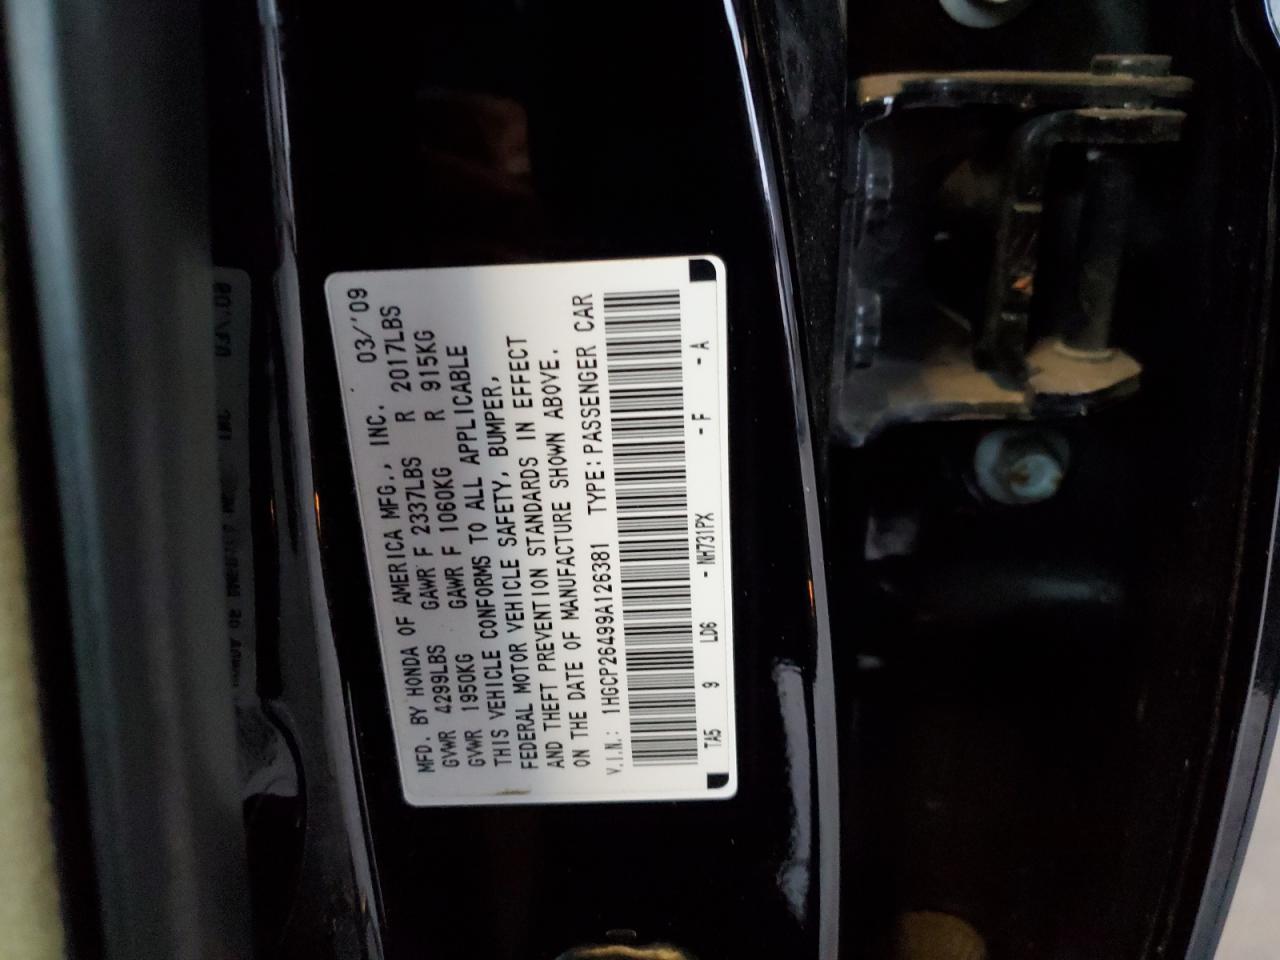 MFD. BY HONDA OF AMERICA MFG., INC. 03/'09
GVWR 4299LBS GAWR F 2337LBS R 2017LBS
GVWR 1950KG GAWR F 1060KG R 915KG
THIS VEHICLE CONFORMS TO ALL APPLICABLE
FEDERAL MOTOR VEHICLE SAFETY, BUMPER,
AND THEFT PREVENTION STANDARDS IN EFFECT
ON THE DATE OF MANUFACTURE SHOWN ABOVE.
V.I.N.: 1HGCP26499A126381 TYPE: PASSENGER CAR
TA5 9 LD6 - NH731PX - F - A